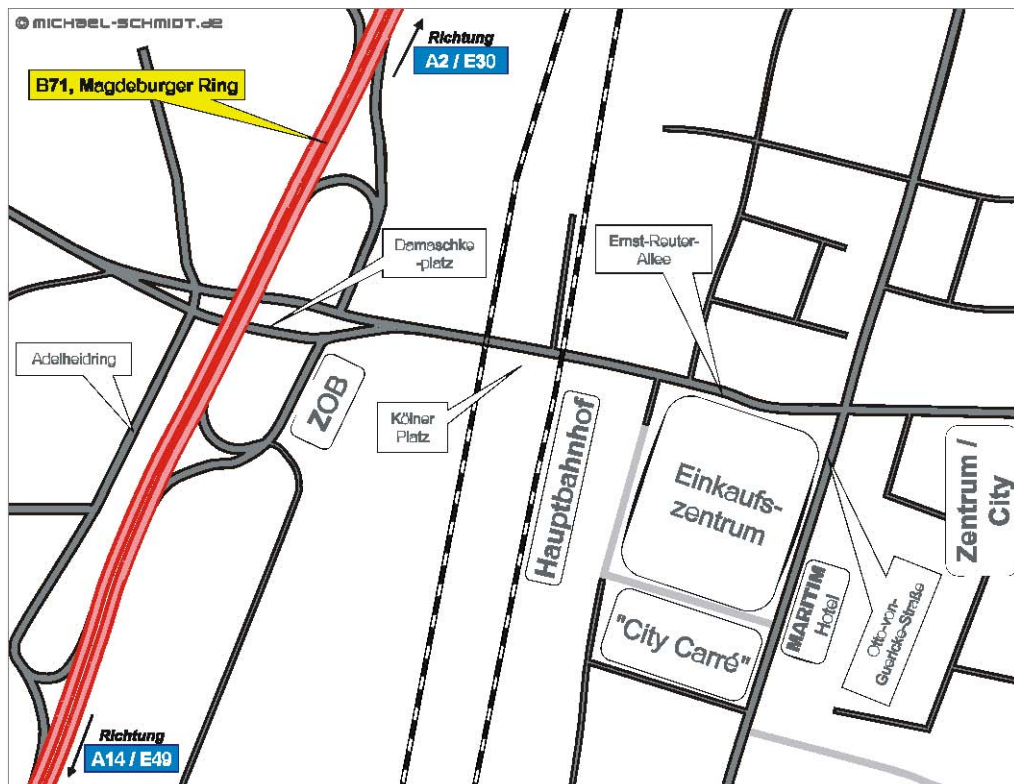 © MICHAEL-SCHMIDT.de
Richtung
A2 / E30
B71, Magdeburger Ring
Damaschke
-platz
Ernst-Reuter-
Allee
Adelheidring
ZOB
Kölner
Platz
Hauptbahnhof
Einkaufs-
zentrum
Zentrum /
City
"City Carré"
MARITIM
Hotel
Otto-von-
Guericke-Straße
Richtung
A14 / E49